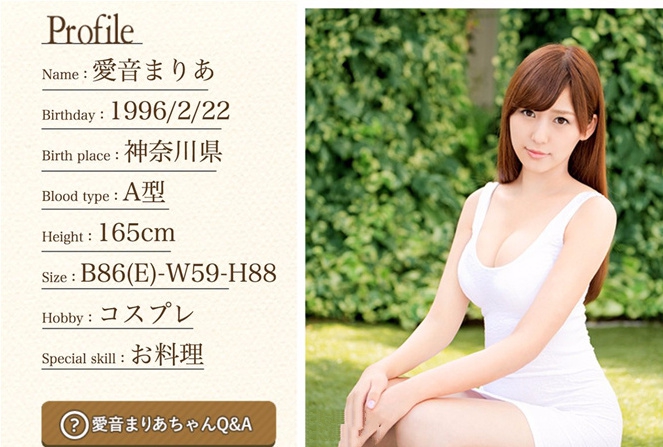 Profile
Name：愛音まりあ
Birthday：1996/2/22
Birth place：神奈川県
Blood type：A型
Height：165cm
Size：B86(E)-W59-H88
Hobby：コスプレ
Special skill：お料理
? 愛音まりあちゃんQ&A